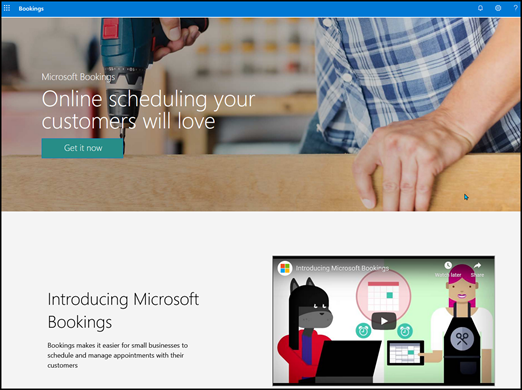 Bookings
?
Microsoft Bookings
Online scheduling your
customers will love
Get it now
Introducing Microsoft
Bookings
Bookings makes it easier for small businesses to
schedule and manage appointments with their
customers
Introducing Microsoft Bookings
Watch later
Share